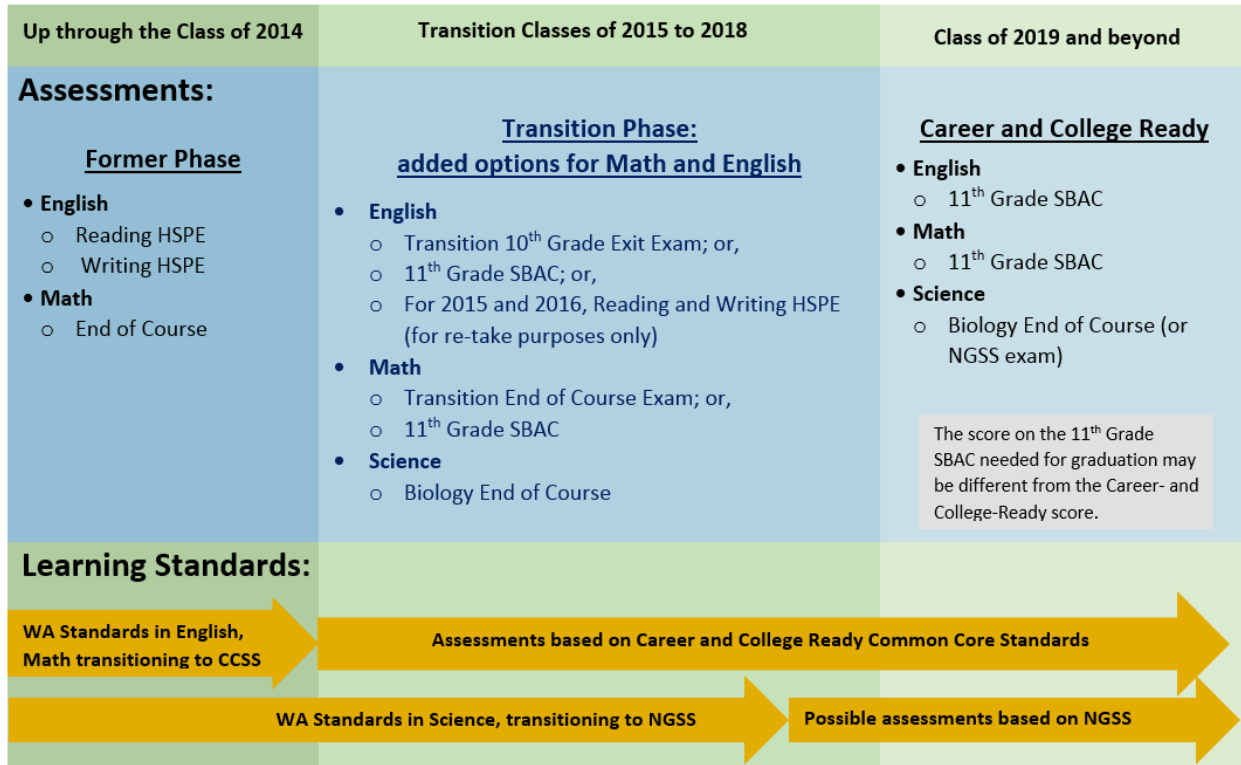 Up through the Class of 2014
Transition Classes of 2015 to 2018
Class of 2019 and beyond
Assessments:
Former Phase
• English
o Reading HSPE
o Writing HSPE
• Math
o End of Course
Transition Phase:
added options for Math and English
• English
o Transition 10th Grade Exit Exam; or,
o 11th Grade SBAC; or,
o For 2015 and 2016, Reading and Writing HSPE
(for re-take purposes only)
• Math
o Transition End of Course Exam; or,
o 11th Grade SBAC
• Science
o Biology End of Course
Career and College Ready
• English
o 11th Grade SBAC
• Math
o 11th Grade SBAC
• Science
o Biology End of Course (or
NGSS exam)
The score on the 11th Grade
SBAC needed for graduation may
be different from the Career- and
College-Ready score.
Learning Standards:
WA Standards in English,
Math transitioning to CCSS
Assessments based on Career and College Ready Common Core Standards
WA Standards in Science, transitioning to NGSS
Possible assessments based on NGSS